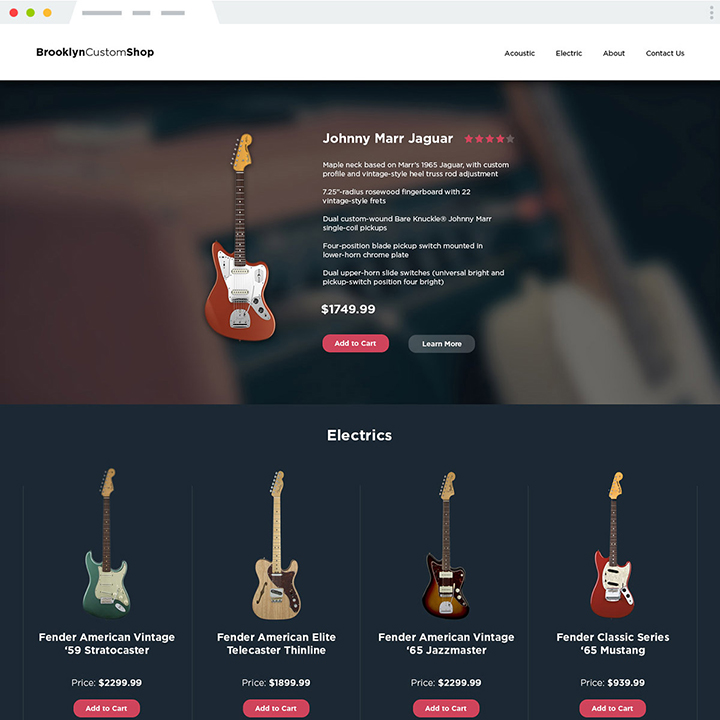 BrooklynCustomShop
Acoustic Electric About Contact Us
Johnny Marr Jaguar
Maple neck based on Marr's 1965 Jaguar, with custom
profile and vintage-style heel truss rod adjustment
7.25"-radius rosewood fingerboard with 22
vintage-style frets
Dual custom-wound Bare Knuckle® Johnny Marr
single-coil pickups
Four-position blade pickup switch mounted in
lower-horn chrome plate
Dual upper-horn slide switches (universal bright and
pickup-switch position four bright)
$1749.99
Add to Cart Learn More
Electrics
Fender American Vintage
‘59 Stratocaster
Price: $2299.99
Add to Cart
Fender American Elite
Telecaster Thinline
Price: $1899.99
Add to Cart
Fender American Vintage
‘65 Jazzmaster
Price: $2299.99
Add to Cart
Fender Classic Series
‘65 Mustang
Price: $939.99
Add to Cart